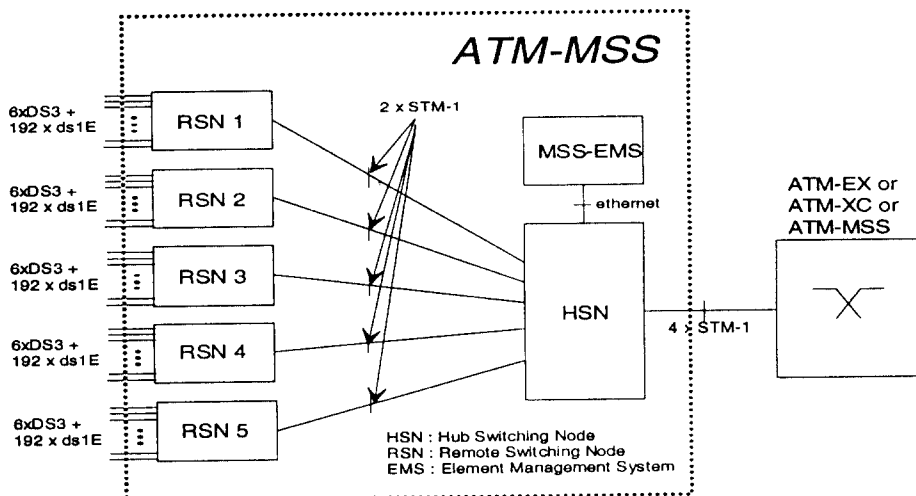 ATM-MSS
6xDS3 +
192 x ds1E
RSN 1
2 x STM-1
MSS-EMS
6xDS3 +
192 x ds1E
RSN 2
ethernet
ATM-EX or
ATM-XC or
ATM-MSS
6xDS3 +
192 x ds1E
RSN 3
HSN
4 x STM-1
6xDS3 +
192 x ds1E
RSN 4
6xDS3 +
192 x ds1E
RSN 5
HSN : Hub Switching Node
RSN : Remote Switching Node
EMS : Element Management System